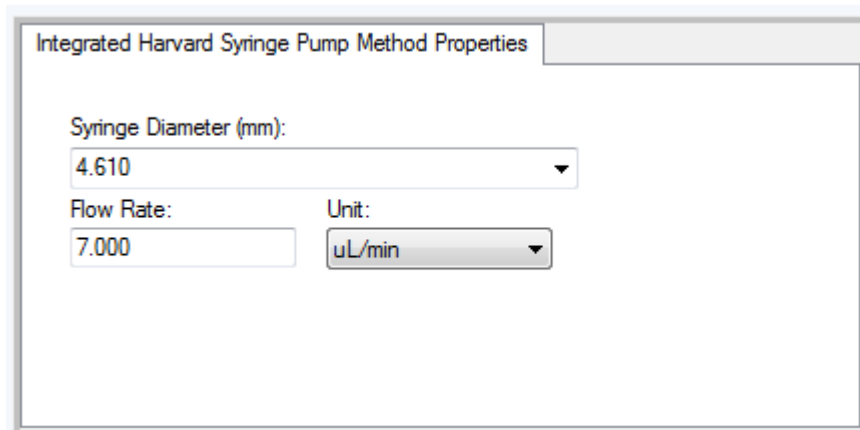 Integrated Harvard Syringe Pump Method Properties
Syringe Diameter (mm):
4.610
Flow Rate: Unit:
7.000 uL/min